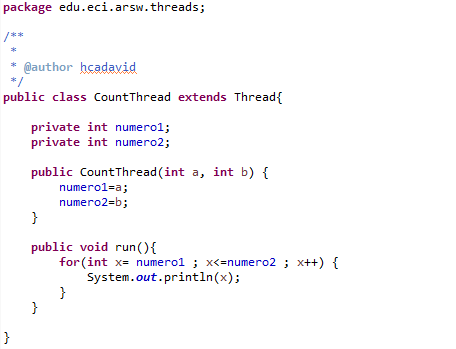 package edu.eci.arsw.threads;
/**
 *
 * @author hcadavid
 */
public class CountThread extends Thread{
    private int numero1;
    private int numero2;
    public CountThread(int a, int b) {
        numero1=a;
        numero2=b;
    }
    public void run(){
        for(int x= numero1 ; x<=numero2 ; x++) {
            System.out.println(x);
        }
    }
}